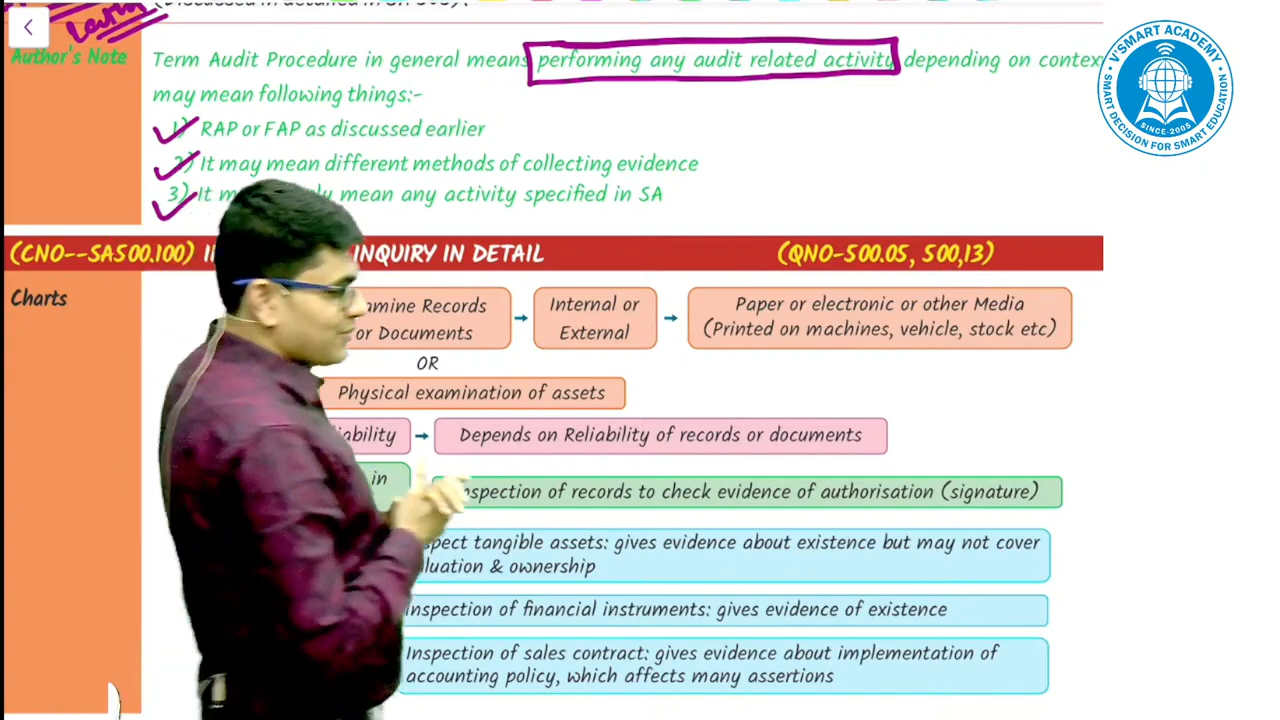 Author's Note
Term Audit Procedure in general means performing any audit related activity depending on
may mean following things:-
1) RAP or FAP as discussed earlier
2) It may mean different methods of collecting evidence
3) It mean any activity specified in SA
(CNO--SA500.100) INQUIRY IN DETAIL (QNO-500.05, 500,13)
Charts
Records
or Documents
Internal or
External
Paper or electronic or other Media
(Printed on machines, vehicle, stock etc)
OR
Physical examination of assets
Depends on Reliability of records or documents
in
Inspection of records to check evidence of authorisation (signature)
tangible assets: gives evidence about existence but may not cover
& ownership
Inspection of financial instruments: gives evidence of existence
Inspection of sales contract: gives evidence about implementation of
accounting policy, which affects many assertions
V'SMART ACADEMY
SINCE-2005
SMART DECISION FOR SMART EDUCATION